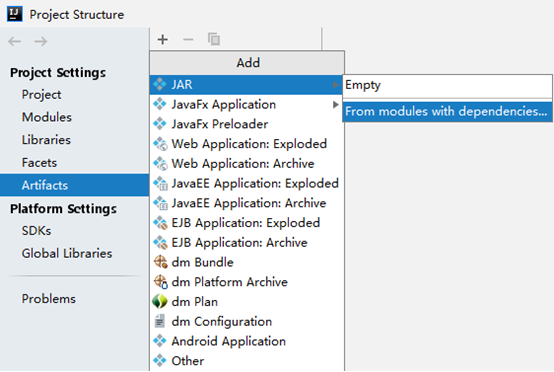 IJ
Project Structure
Project Settings
Project
Modules
Libraries
Facets
Artifacts
Platform Settings
SDKs
Global Libraries
Problems
Add
JAR
JavaFx Application
JavaFx Preloader
Web Application: Exploded
Web Application: Archive
JavaEE Application: Exploded
JavaEE Application: Archive
EJB Application: Exploded
EJB Application: Archive
dm Bundle
dm Platform Archive
dm Plan
dm Configuration
Android Application
Other
Empty
From modules with dependencies...